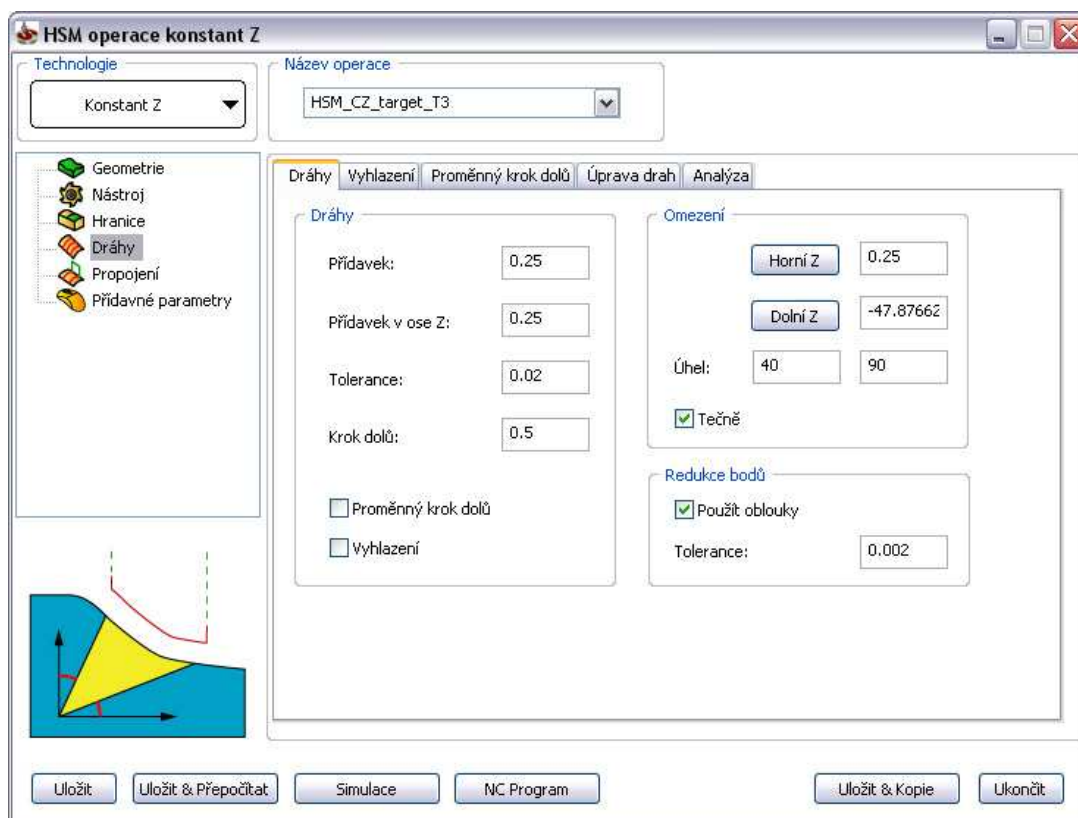 HSM operace konstant Z
Technologie
Konstant Z
Název operace
HSM_CZ_target_T3
Geometrie
Nástroj
Hranice
Dráhy
Propojení
Přídavné parametry
Dráhy Vyhlazení Proměnný krok dolů Úprava drah Analýza
Dráhy
Přídavek: 0.25
Přídavek v ose Z: 0.25
Tolerance: 0.02
Krok dolů: 0.5
Proměnný krok dolů
Vyhlazení
Omezení
Horní Z 0.25
Dolní Z -47.87662
Úhel: 40 90
Tečně
Redukce bodů
Použít oblouky
Tolerance: 0.002
Uložit Uložit & Přepočítat Simulace NC Program Uložit & Kopie Ukončit